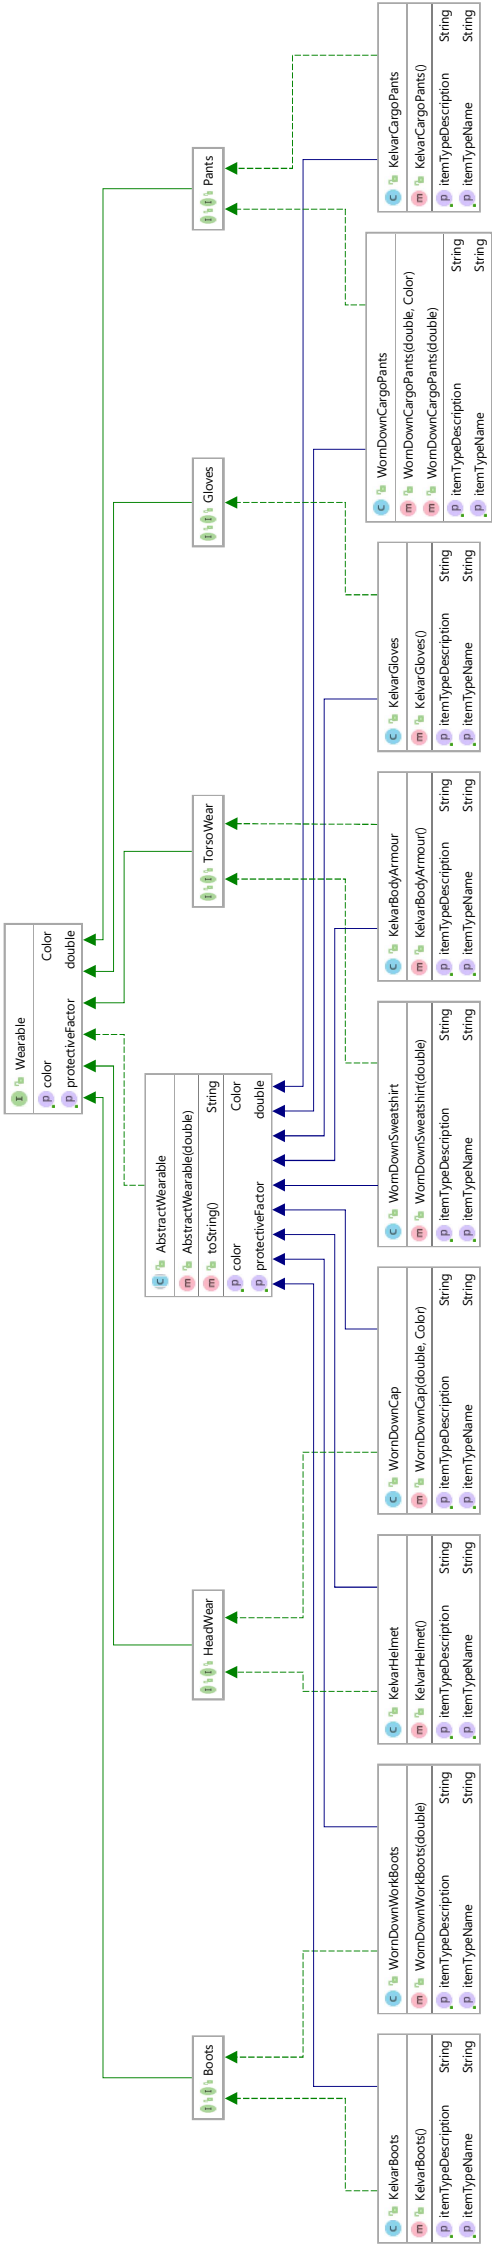 Wearable
color Color
protectiveFactor double
Boots
HeadWear
AbstractWearable
AbstractWearable(double)
toString() String
color Color
protectiveFactor double
TorsoWear
Gloves
Pants
KelvarBoots
KelvarBoots()
itemTypeDescription String
itemTypeName String
WornDownWorkBoots
WornDownWorkBoots(double)
itemTypeDescription String
itemTypeName String
KelvarHelmet
KelvarHelmet()
itemTypeDescription String
itemTypeName String
WornDownCap
WornDownCap(double, Color)
itemTypeDescription String
itemTypeName String
WornDownSweatshirt
WornDownSweatshirt(double)
itemTypeDescription String
itemTypeName String
KelvarBodyArmour
KelvarBodyArmour()
itemTypeDescription String
itemTypeName String
KelvarGloves
KelvarGloves()
itemTypeDescription String
itemTypeName String
WornDownCargoPants
WornDownCargoPants(double, Color)
WornDownCargoPants(double)
itemTypeDescription String
itemTypeName String
KelvarCargoPants
KelvarCargoPants()
itemTypeDescription String
itemTypeName String